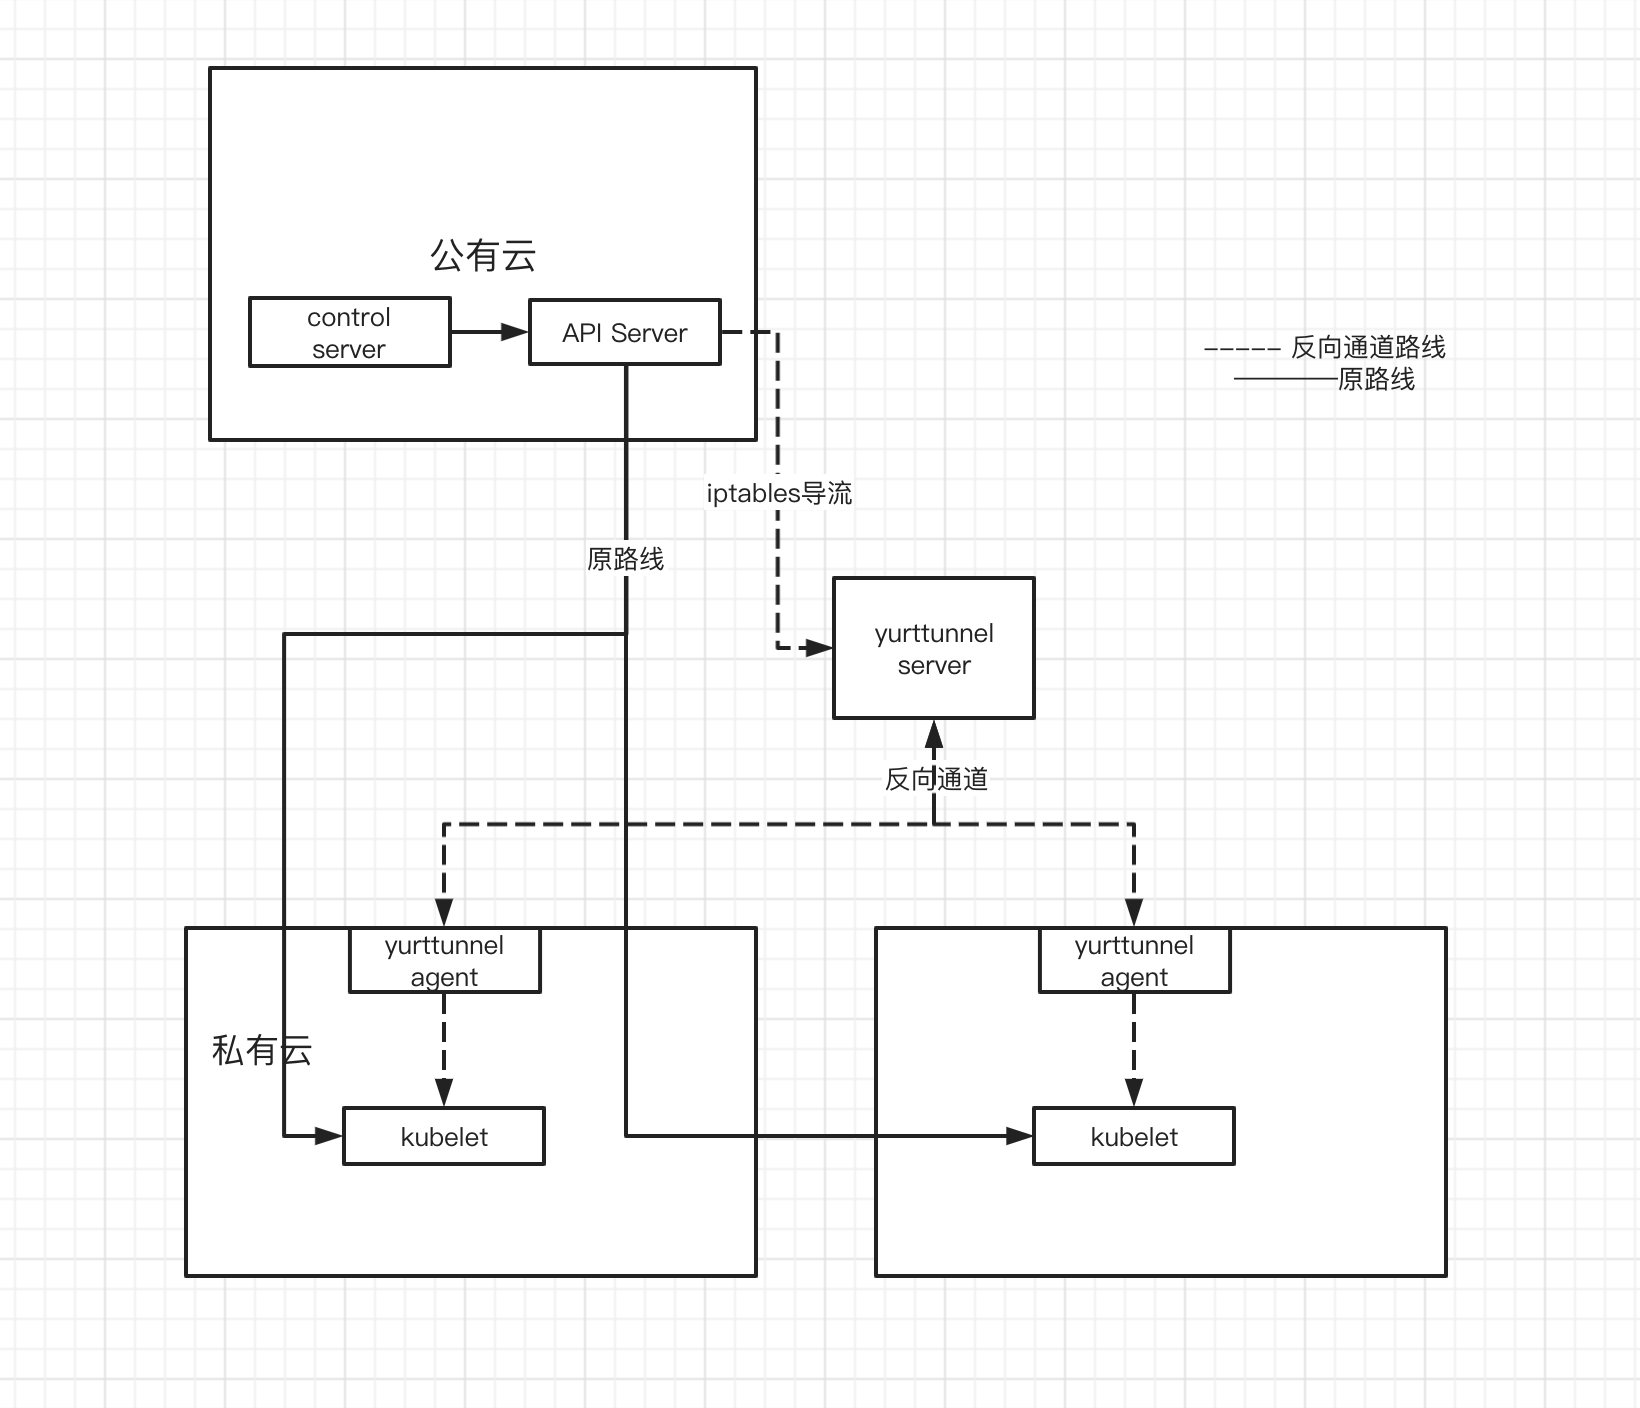 公有云
control
server
API Server
反向通道路线
原路线
iptables导流
原路线
yurttunnel
server
反向通道
yurttunnel
agent
yurttunnel
agent
私有云
kubelet
kubelet